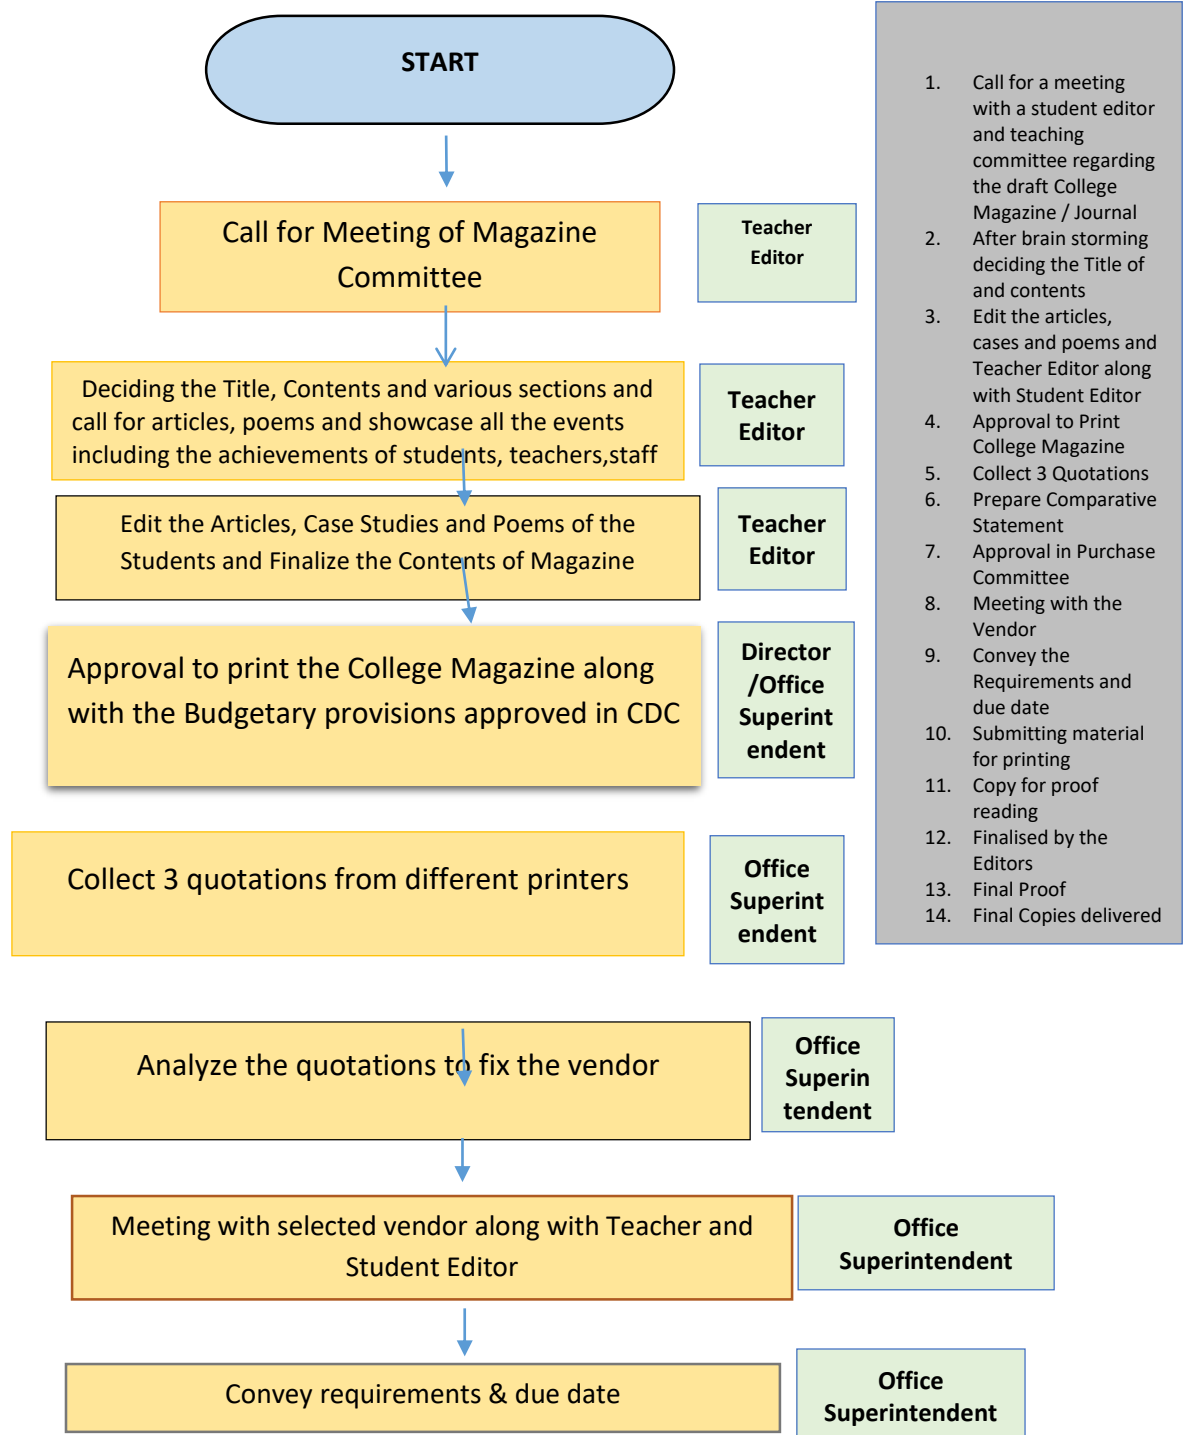 START
Call for Meeting of Magazine
Committee
Teacher
Editor
Deciding the Title, Contents and various sections and
call for articles, poems and showcase all the events
including the achievements of students, teachers,staff
Teacher
Editor
Edit the Articles, Case Studies and Poems of the
Students and Finalize the Contents of Magazine
Teacher
Editor
Approval to print the College Magazine along
with the Budgetary provisions approved in CDC
Director
/Office
Superint
endent
Collect 3 quotations from different printers
Office
Superint
endent
Analyze the quotations to fix the vendor
Office
Superin
tendent
Meeting with selected vendor along with Teacher and
Student Editor
Office
Superintendent
Convey requirements & due date
Office
Superintendent
1. Call for a meeting
with a student editor
and teaching
committee regarding
the draft College
Magazine / Journal
2. After brain storming
deciding the Title of
and contents
3. Edit the articles,
cases and poems and
Teacher Editor along
with Student Editor
4. Approval to Print
College Magazine
5. Collect 3 Quotations
6. Prepare Comparative
Statement
7. Approval in Purchase
Committee
8. Meeting with the
Vendor
9. Convey the
Requirements and
due date
10. Submitting material
for printing
11. Copy for proof
reading
12. Finalised by the
Editors
13. Final Proof
14. Final Copies delivered